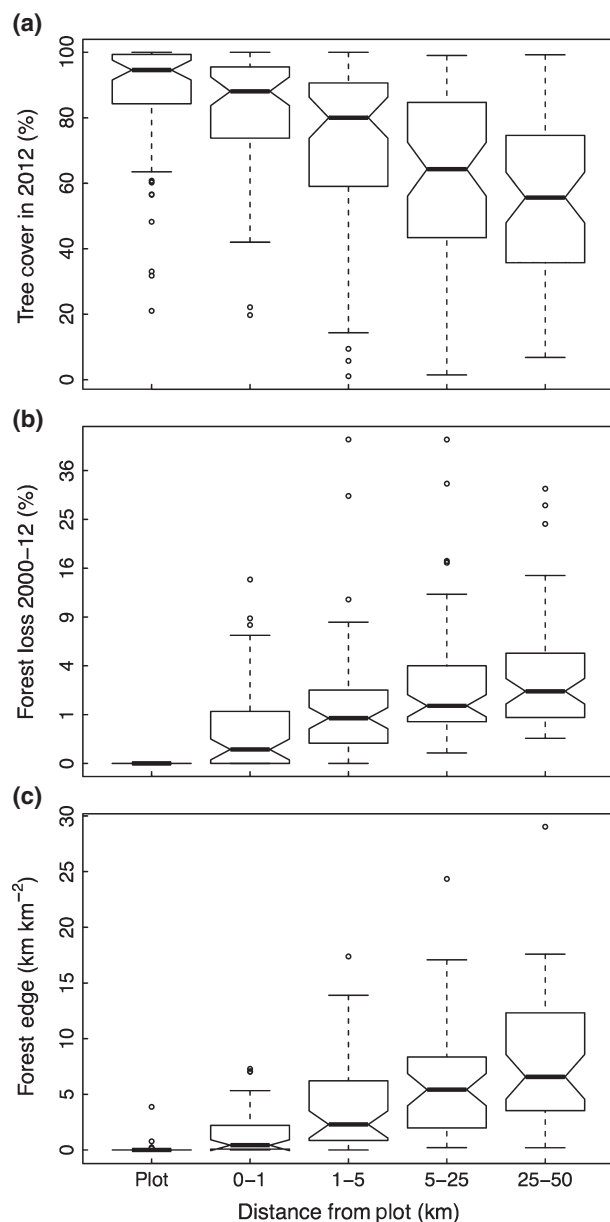 (a)
Tree cover in 2012 (%)
100
80
60
40
20
0
(b)
Forest loss 2000–12 (%)
36
25
16
9
4
1
0
(c)
Forest edge (km km⁻²)
30
25
20
15
10
5
0
Plot 0–1 1–5 5–25 25–50
Distance from plot (km)